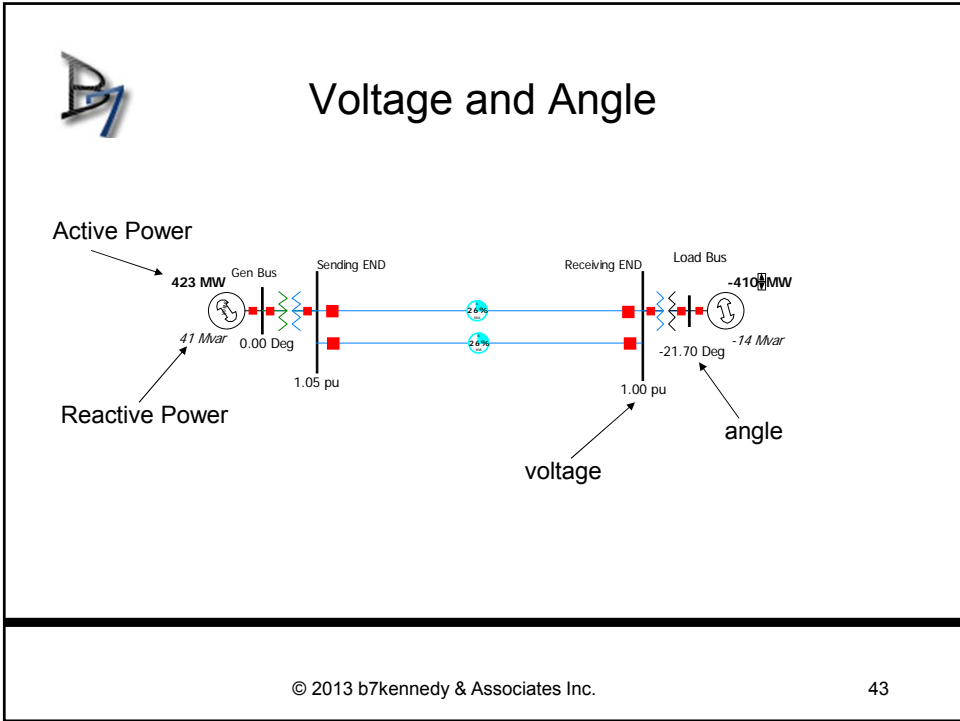 B7
Voltage and Angle
Active Power
Sending END
Receiving END
Load Bus
Gen Bus
423 MW
-410 MW
26%
41 Mvar
0.00 Deg
26%
-21.70 Deg
-14 Mvar
1.05 pu
1.00 pu
Reactive Power
angle
voltage
© 2013 b7kennedy & Associates Inc.
43